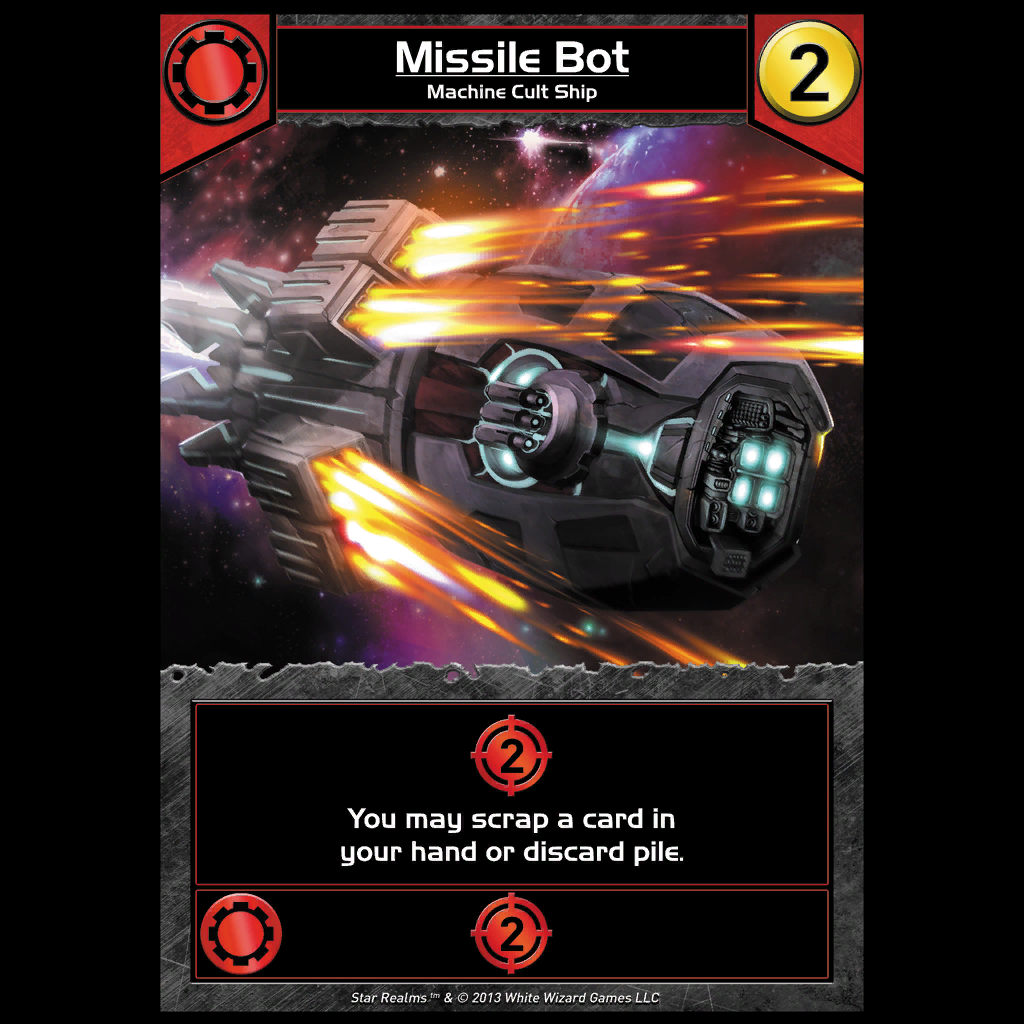 Missile Bot
Machine Cult Ship
2
2
You may scrap a card in
your hand or discard pile.
2
Star Realms™ & © 2013 White Wizard Games LLC